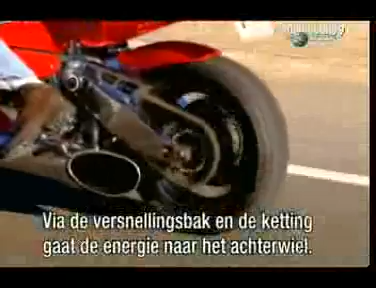 Via de versnellingsbak en de ketting
gaat de energie naar het achterwiel.